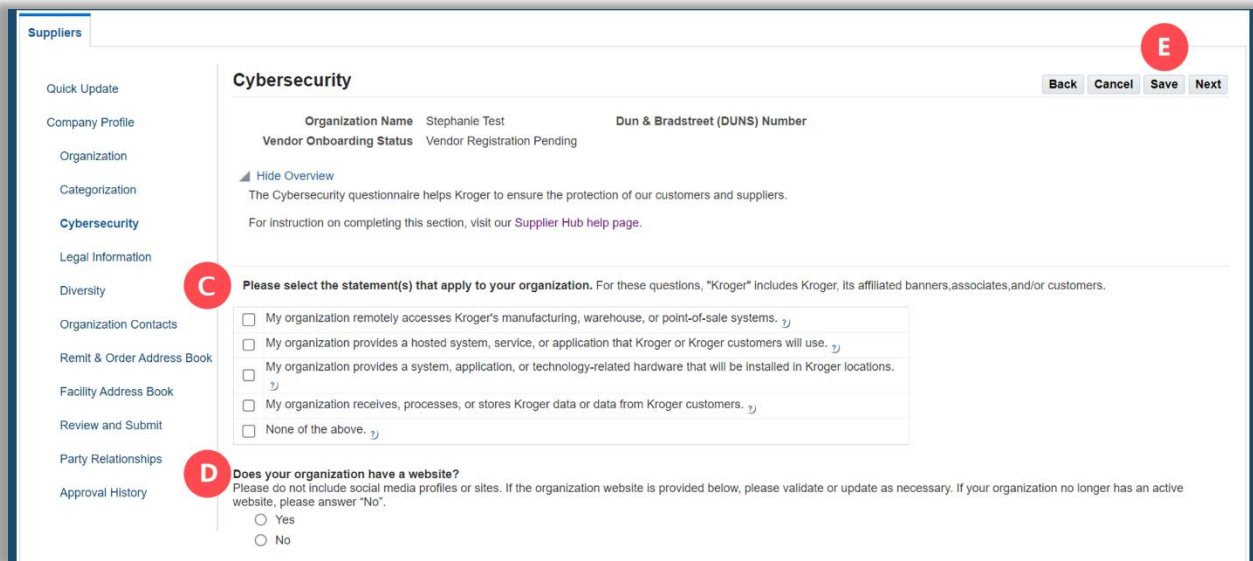 Suppliers
E
Cybersecurity
Back Cancel Save Next
Quick Update
Company Profile
Organization
Categorization
Cybersecurity
Legal Information
Diversity
Organization Contacts
Remit & Order Address Book
Facility Address Book
Review and Submit
Party Relationships
Approval History
Organization Name Stephanie Test Dun & Bradstreet (DUNS) Number
Vendor Onboarding Status Vendor Registration Pending
Hide Overview
The Cybersecurity questionnaire helps Kroger to ensure the protection of our customers and suppliers.
For instruction on completing this section, visit our Supplier Hub help page.
C
Please select the statement(s) that apply to your organization. For these questions, "Kroger" includes Kroger, its affiliated banners,associates,and/or customers.
My organization remotely accesses Kroger's manufacturing, warehouse, or point-of-sale systems. ?
My organization provides a hosted system, service, or application that Kroger or Kroger customers will use. ?
My organization provides a system, application, or technology-related hardware that will be installed in Kroger locations.
?
My organization receives, processes, or stores Kroger data or data from Kroger customers. ?
None of the above. ?
D
Does your organization have a website?
Please do not include social media profiles or sites. If the organization website is provided below, please validate or update as necessary. If your organization no longer has an active
website, please answer “No”.
Yes
No